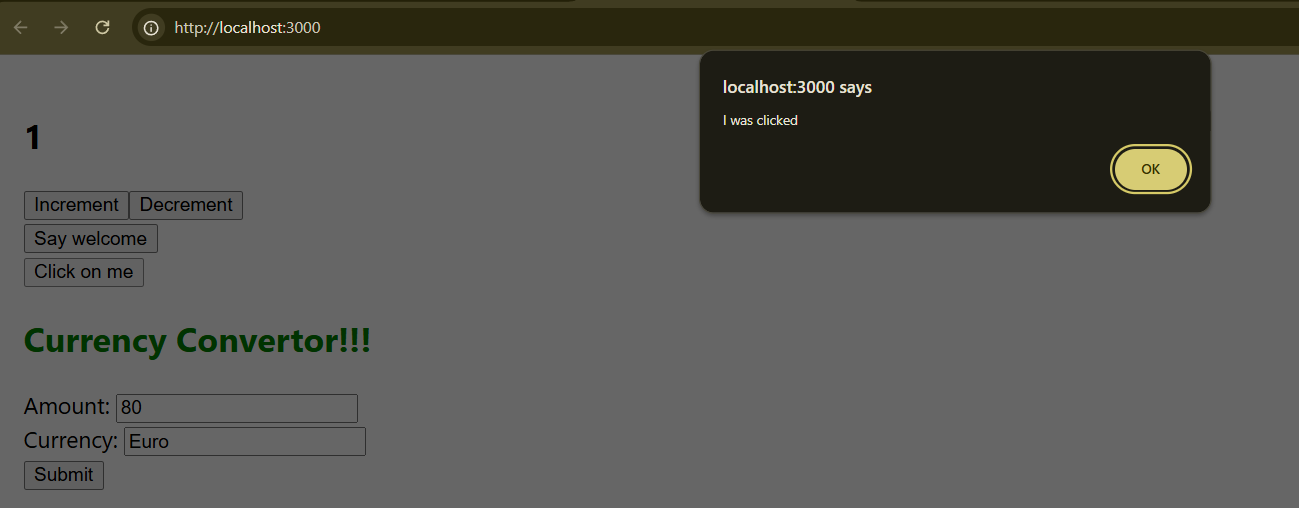 http://localhost:3000
localhost:3000 says
I was clicked
OK
1
Increment Decrement
Say welcome
Click on me
Currency Convertor!!!
Amount: 80
Currency: Euro
Submit